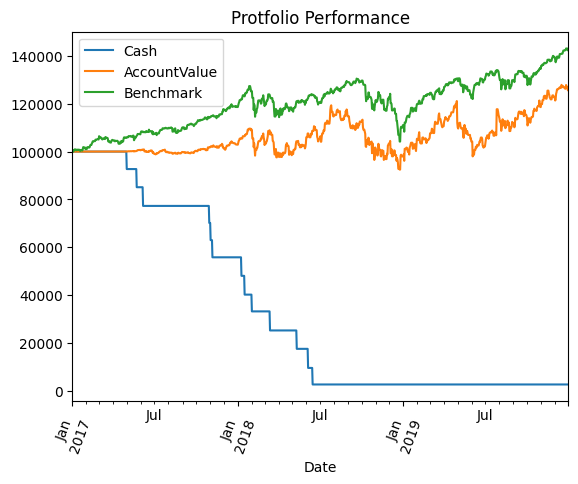 Protfolio Performance
Cash
AccountValue
Benchmark
140000
120000
100000
80000
60000
40000
20000
0
Jan
2017
Jul
Jan
2018
Jul
Jan
2019
Jul
Date